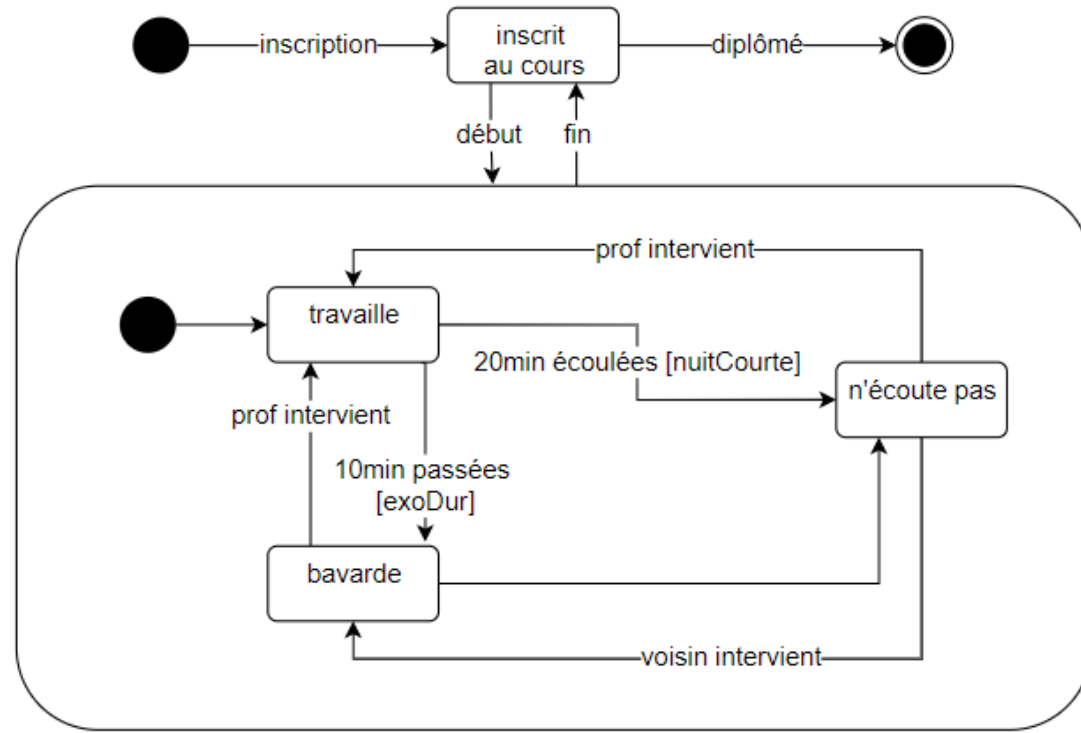 inscription
inscrit
au cours
diplômé
début
fin
prof intervient
travaille
20min écoulées [nuitCourte]
n'écoute pas
prof intervient
10min passées
[exoDur]
bavarde
voisin intervient